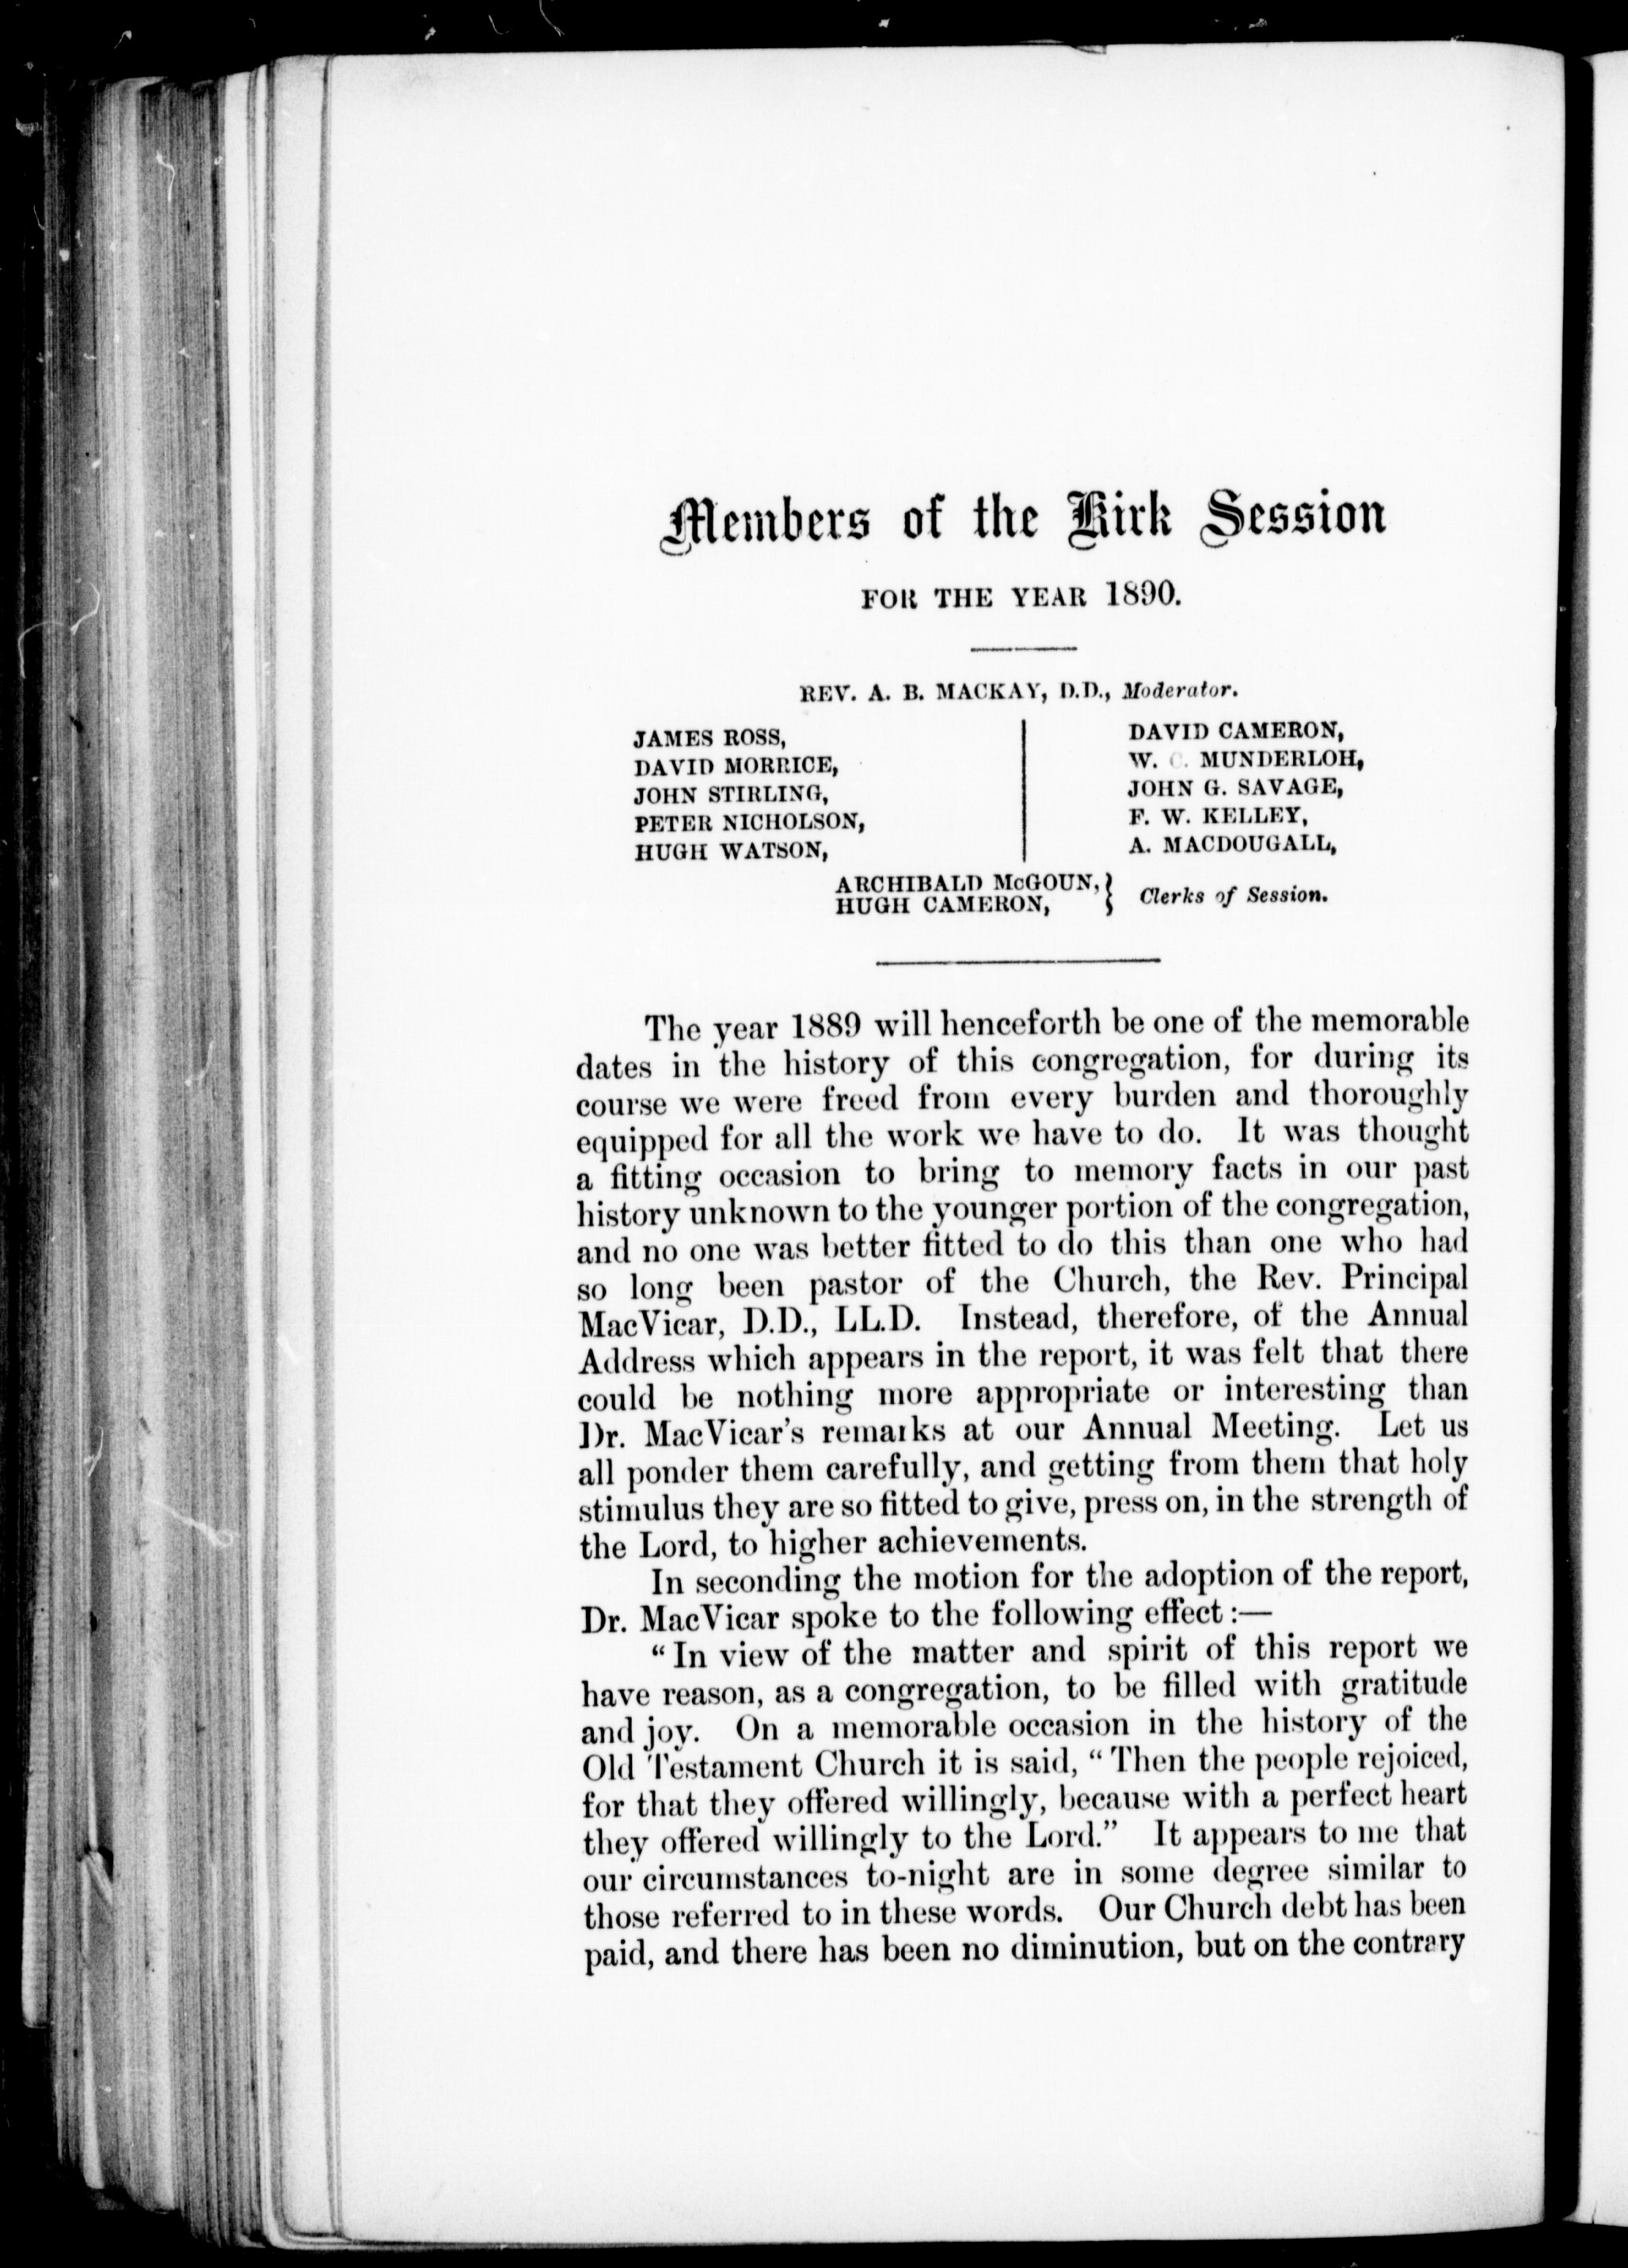 Members of the Kirk Session
FOR THE YEAR 1890.
REV. A. B. MACKAY, D.D., Moderator.
JAMES ROSS,
DAVID MORRICE,
JOHN STIRLING,
PETER NICHOLSON,
HUGH WATSON,
DAVID CAMERON,
W. C. MUNDERLOH,
JOHN G. SAVAGE,
F. W. KELLEY,
A. MACDOUGALL,
ARCHIBALD McGOUN,
HUGH CAMERON, } Clerks of Session.
The year 1889 will henceforth be one of the memorable
dates in the history of this congregation, for during its
course we were freed from every burden and thoroughly
equipped for all the work we have to do. It was thought
a fitting occasion to bring to memory facts in our past
history unknown to the younger portion of the congregation,
and no one was better fitted to do this than one who had
so long been pastor of the Church, the Rev. Principal
MacVicar, D.D., LL.D. Instead, therefore, of the Annual
Address which appears in the report, it was felt that there
could be nothing more appropriate or interesting than
Dr. MacVicar's remarks at our Annual Meeting. Let us
all ponder them carefully, and getting from them that holy
stimulus they are so fitted to give, press on, in the strength of
the Lord, to higher achievements.
In seconding the motion for the adoption of the report,
Dr. MacVicar spoke to the following effect:—
"In view of the matter and spirit of this report we
have reason, as a congregation, to be filled with gratitude
and joy. On a memorable occasion in the history of the
Old Testament Church it is said, "Then the people rejoiced,
for that they offered willingly, because with a perfect heart
they offered willingly to the Lord." It appears to me that
our circumstances to-night are in some degree similar to
those referred to in these words. Our Church debt has been
paid, and there has been no diminution, but on the contrary